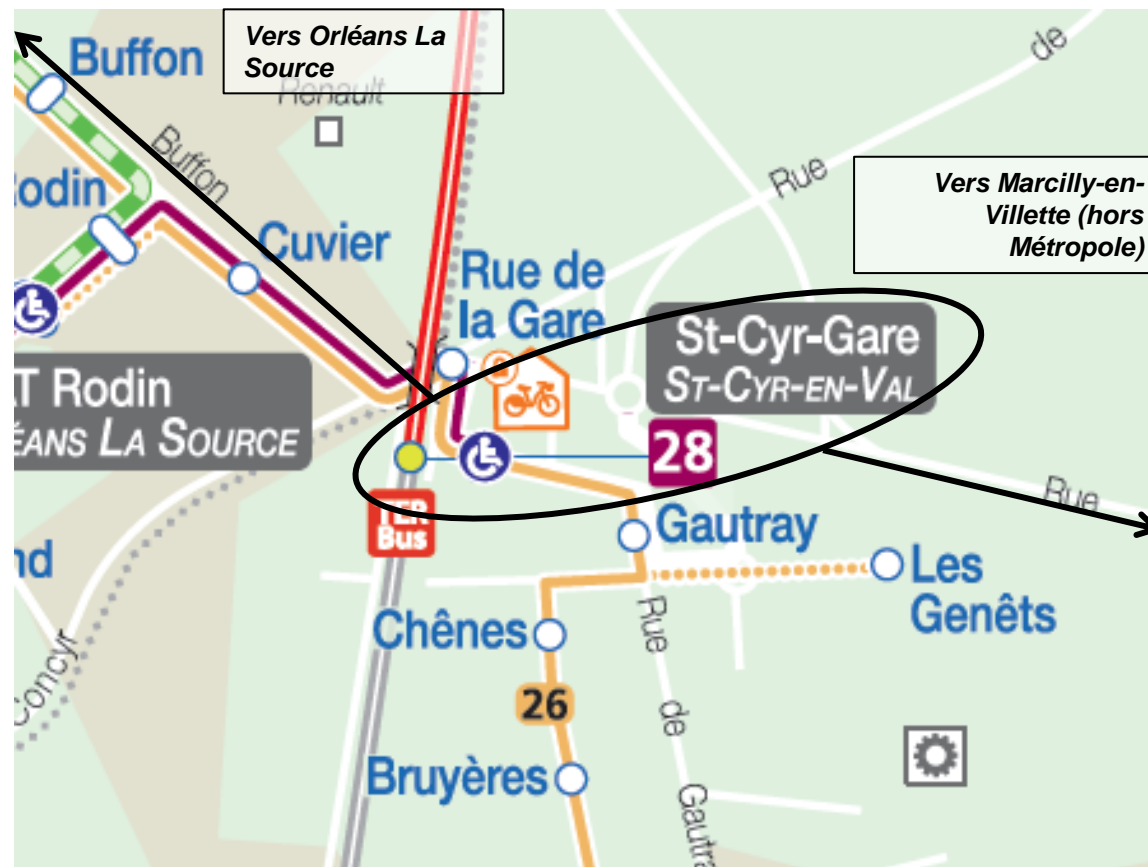 Vers Orléans La
Source
Buffon
Renault
de
Buffon
Rue
Vers Marcilly-en-
Villette (hors
Métropole)
odin
Cuvier
Rue de
la Gare
St-Cyr-Gare
ST-CYR-EN-VAL
T Rodin
ÉANS LA SOURCE
28
Rue
TER
Bus
Gautray
nd
Les
Genêts
Chênes
Rue
de
Concyr
26
Bruyères
Gautra